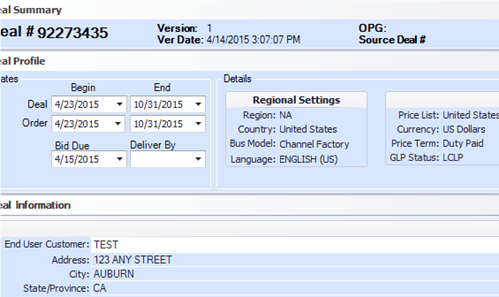 eal Summary
eal # 92273435 Version: 1 OPG:
Ver Date: 4/14/2015 3:07:07 PM Source Deal #
eal Profile
ates Details
Begin End Regional Settings
Deal 4/23/2015 10/31/2015 Region: NA Price List: United States
Order 4/23/2015 10/31/2015 Country: United States Currency: US Dollars
Bid Due Deliver By Bus Model: Channel Factory Price Term: Duty Paid
4/15/2015 Language: ENGLISH (US) GLP Status: LCLP
eal Information
End User Customer: TEST
Address: 123 ANY STREET
City: AUBURN
State/Province: CA